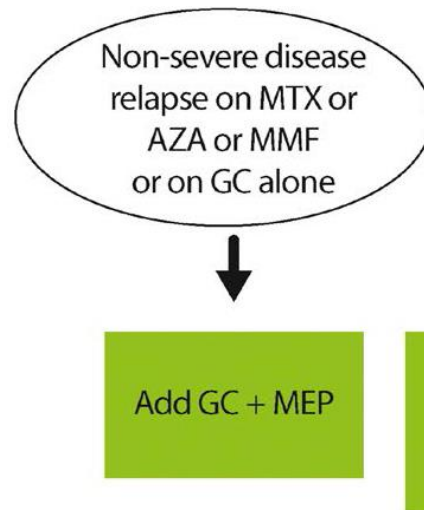 Non-severe disease
relapse on MTX or
AZA or MMF
or on GC alone
Add GC + MEP